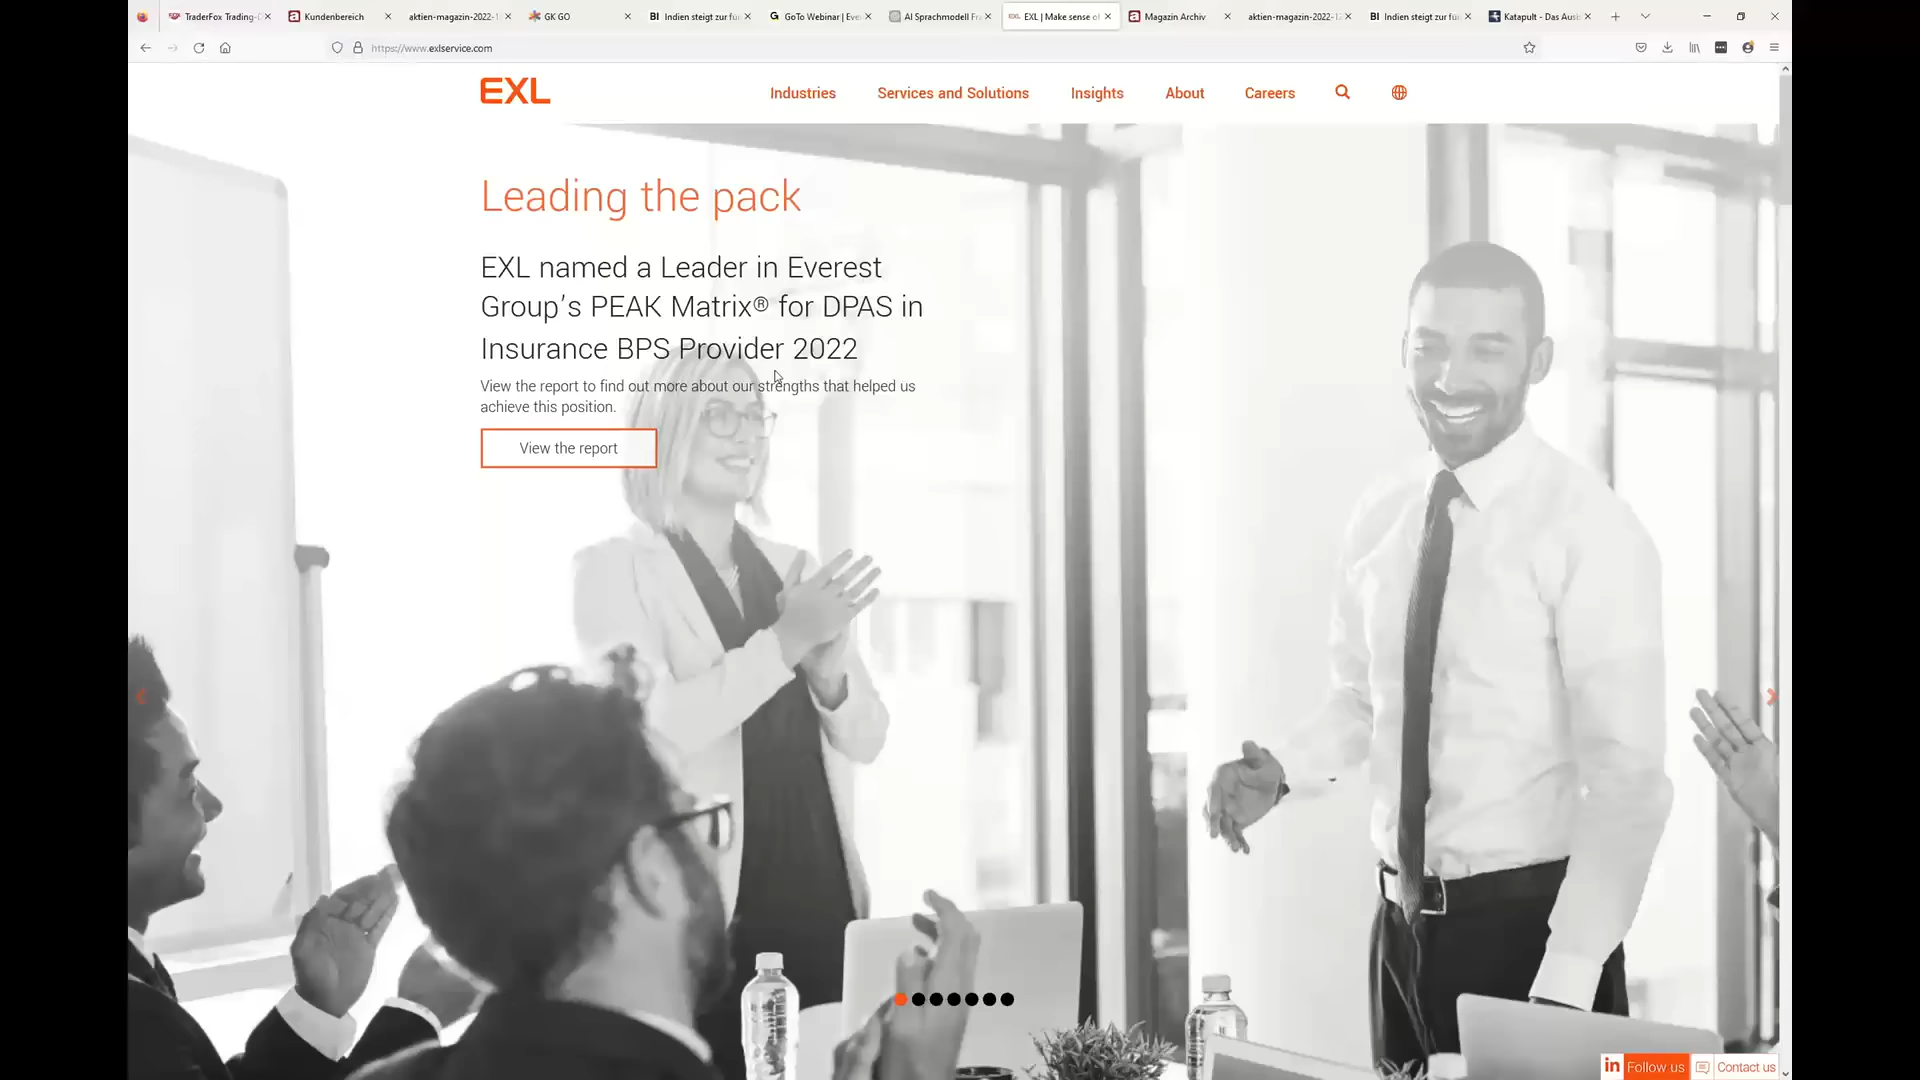 TraderFox Trading-
Kundenbereich
aktien-magazin-2022-1
GK GO
BI Indien steigt zur fü
GoTo Webinar | Eve
AI Sprachmodell Fr
EXL | Make sense of
Magazin Archiv
aktien-magazin-2022-
BI Indien steigt zur fü
Katapult - Das Aus
https://www.exlservice.com
EXL
Industries
Services and Solutions
Insights
About
Careers
Leading the pack
EXL named a Leader in Everest
Group's PEAK Matrix® for DPAS in
Insurance BPS Provider 2022
View the report to find out more about our strengths that helped us
achieve this position.
View the report
in Follow us
Contact us